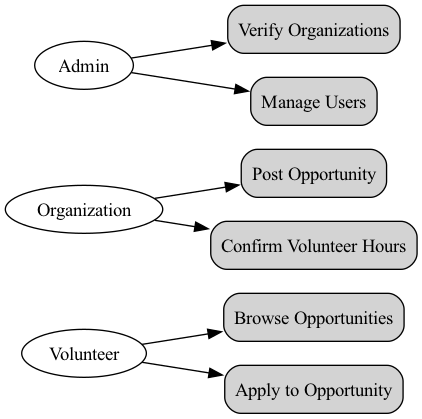 Verify Organizations
Admin
Manage Users
Post Opportunity
Organization
Confirm Volunteer Hours
Browse Opportunities
Volunteer
Apply to Opportunity